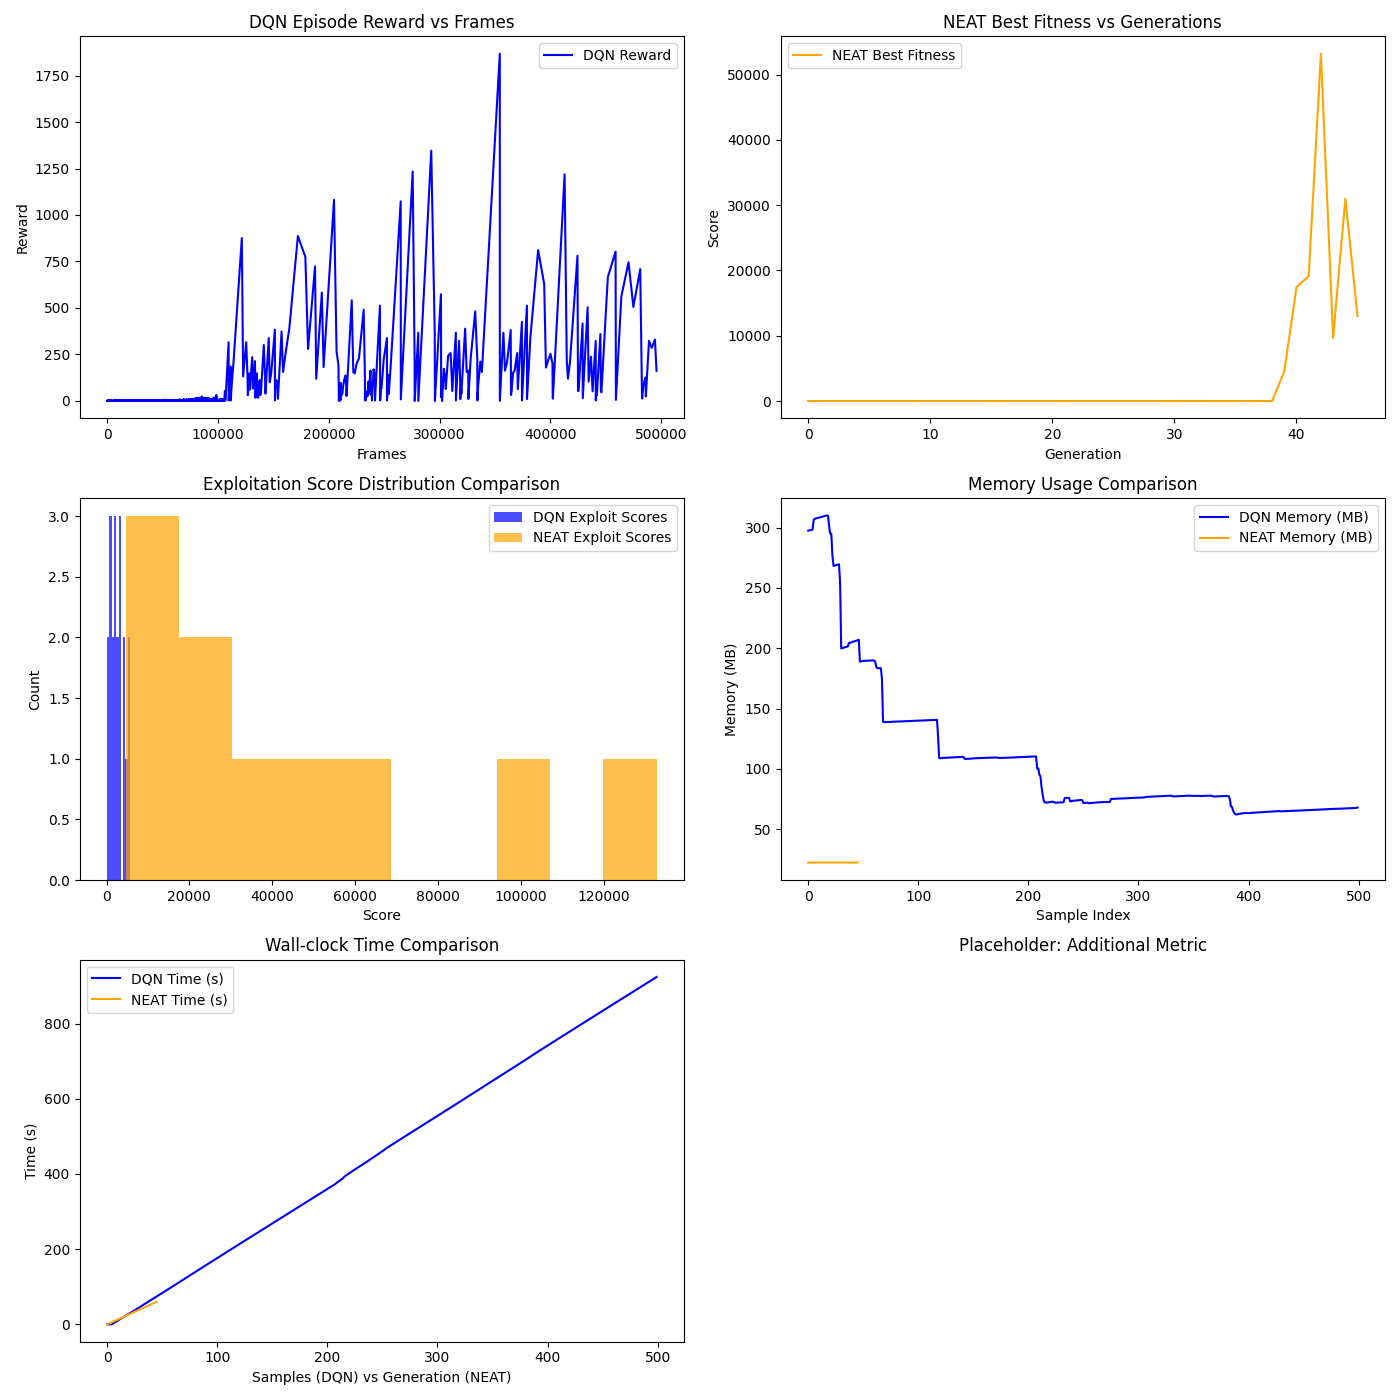 DQN Episode Reward vs Frames
DQN Reward
1750
1500
1250
1000
750
500
250
0
Reward
0 100000 200000 300000 400000 500000
Frames
NEAT Best Fitness vs Generations
NEAT Best Fitness
50000
40000
30000
20000
10000
0
Score
0 10 20 30 40
Generation
Exploitation Score Distribution Comparison
DQN Exploit Scores
NEAT Exploit Scores
3.0
2.5
2.0
1.5
1.0
0.5
0.0
Count
0 20000 40000 60000 80000 100000 120000
Score
Memory Usage Comparison
DQN Memory (MB)
NEAT Memory (MB)
300
250
200
150
100
50
Memory (MB)
0 100 200 300 400 500
Sample Index
Wall-clock Time Comparison
DQN Time (s)
NEAT Time (s)
800
600
400
200
0
Time (s)
0 100 200 300 400 500
Samples (DQN) vs Generation (NEAT)
Placeholder: Additional Metric